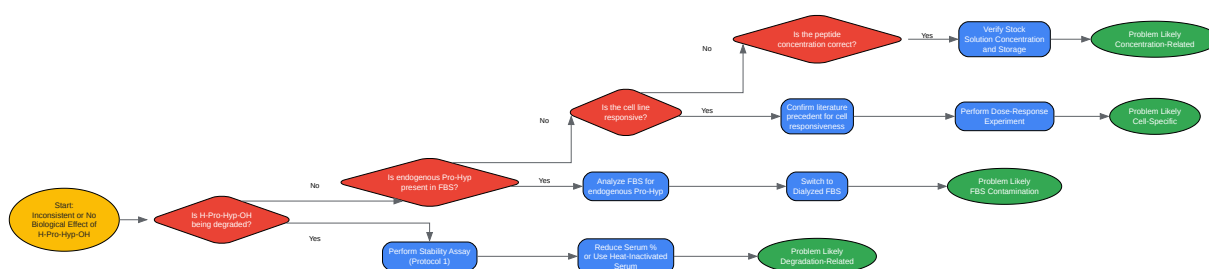 Start:
Inconsistent or No
Biological Effect of
H-Pro-Hyp-OH
Is H-Pro-Hyp-OH
being degraded?
No
Yes
Is endogenous Pro-Hyp
present in FBS?
No
Yes
Perform Stability Assay
(Protocol 1)
Reduce Serum %
or Use Heat-Inactivated
Serum
Problem Likely
Degradation-Related
Analyze FBS for
endogenous Pro-Hyp
Switch to
Dialyzed FBS
Problem Likely
FBS Contamination
Is the cell line
responsive?
No
Yes
Confirm literature
precedent for cell
responsiveness
Perform Dose-Response
Experiment
Problem Likely
Cell-Specific
Is the peptide
concentration correct?
Yes
Verify Stock
Solution Concentration
and Storage
Problem Likely
Concentration-Related